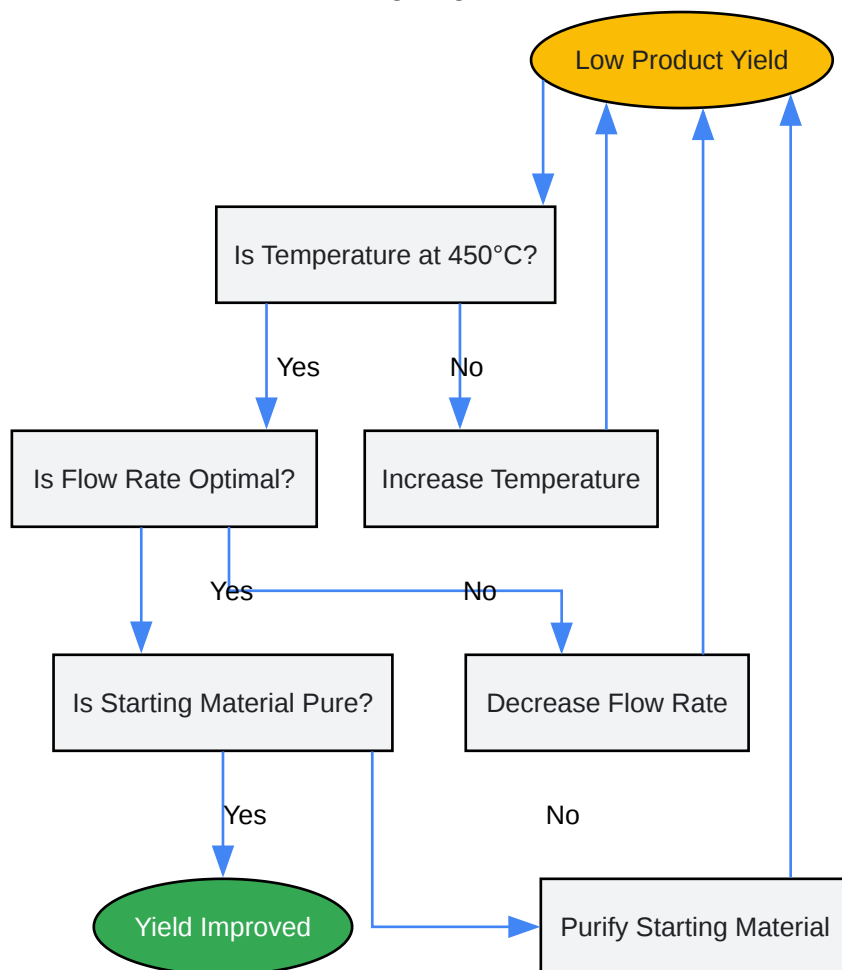 Low Product Yield
Is Temperature at 450°C?
Yes
No
Is Flow Rate Optimal?
Increase Temperature
Yes
No
Is Starting Material Pure?
Decrease Flow Rate
Yes
No
Yield Improved
Purify Starting Material